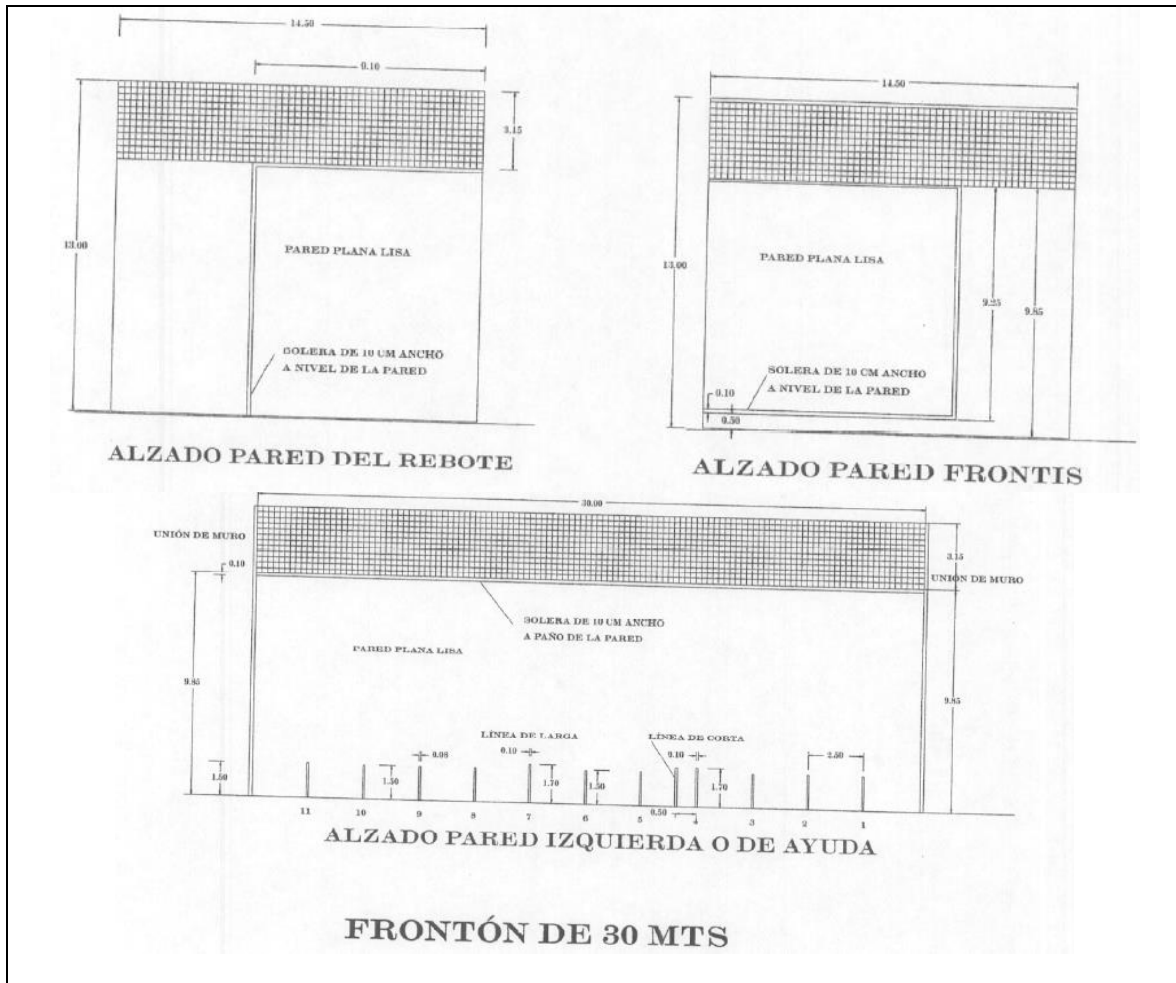 14.50
9.10
3.15
13.00
PARED PLANA LISA
SOLERA DE 10 CM ANCHO
A NIVEL DE LA PARED
ALZADO PARED DEL REBOTE
14.50
13.00
PARED PLANA LISA
9.25
9.85
SOLERA DE 10 CM ANCHO
A NIVEL DE LA PARED
0.10
0.50
ALZADO PARED FRONTIS
30.00
UNIÓN DE MURO
0.10
3.15
UNIÓN DE MURO
SOLERA DE 10 CM ANCHO
A PAÑO DE LA PARED
PARED PLANA LISA
9.85
9.85
LÍNEA DE LARGA
LÍNEA DE CORTA
0.08
0.10
0.10
2.50
1.50
1.50
1.70
1.50
1.70
0.50
11 10 9 8 7 6 5 4 3 2 1
ALZADO PARED IZQUIERDA O DE AYUDA
FRONTÓN DE 30 MTS